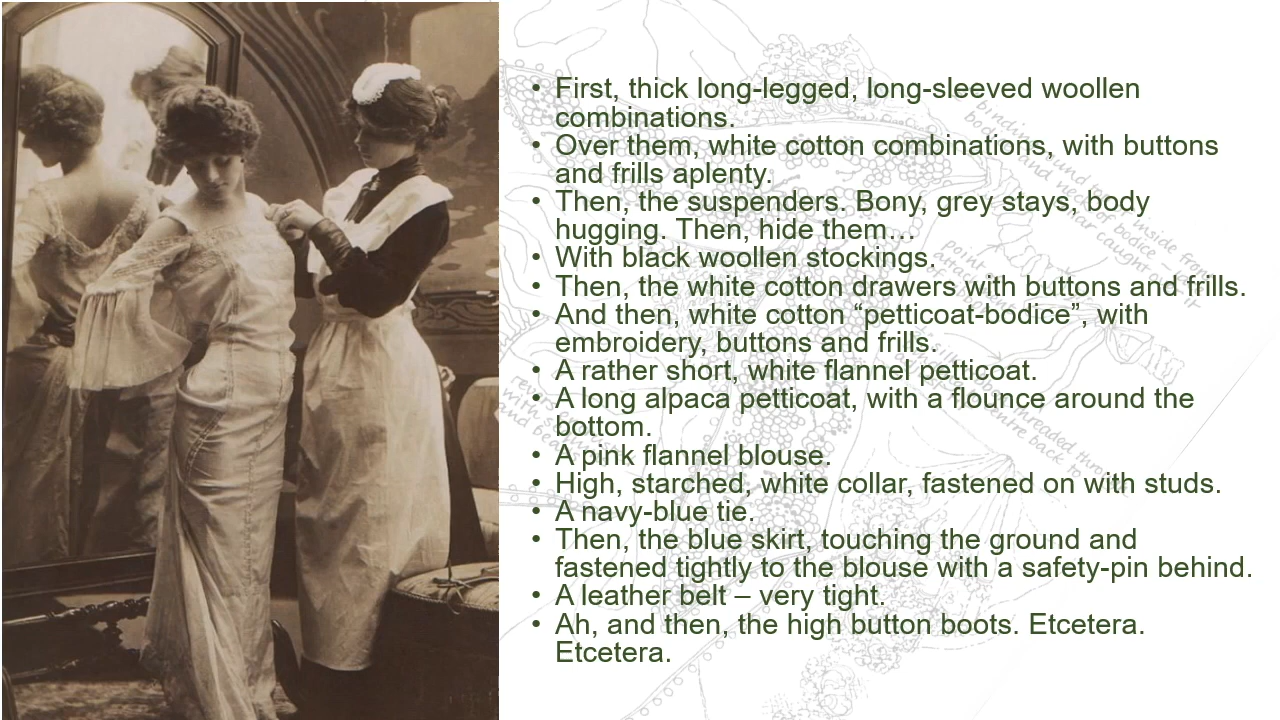 • First, thick long-legged, long-sleeved woollen
combinations.
• Over them, white cotton combinations, with buttons
and frills aplenty.
• Then, the suspenders. Bony, grey stays, body
hugging. Then, hide them…
• With black woollen stockings.
• Then, the white cotton drawers with buttons and frills.
• And then, white cotton “petticoat-bodice”, with
embroidery, buttons and frills.
• A rather short, white flannel petticoat.
• A long alpaca petticoat, with a flounce around the
bottom.
• A pink flannel blouse.
• High, starched, white collar, fastened on with studs.
• A navy-blue tie.
• Then, the blue skirt, touching the ground and
fastened tightly to the blouse with a safety-pin behind.
• A leather belt – very tight.
• Ah, and then, the high button boots. Etcetera.
Etcetera.